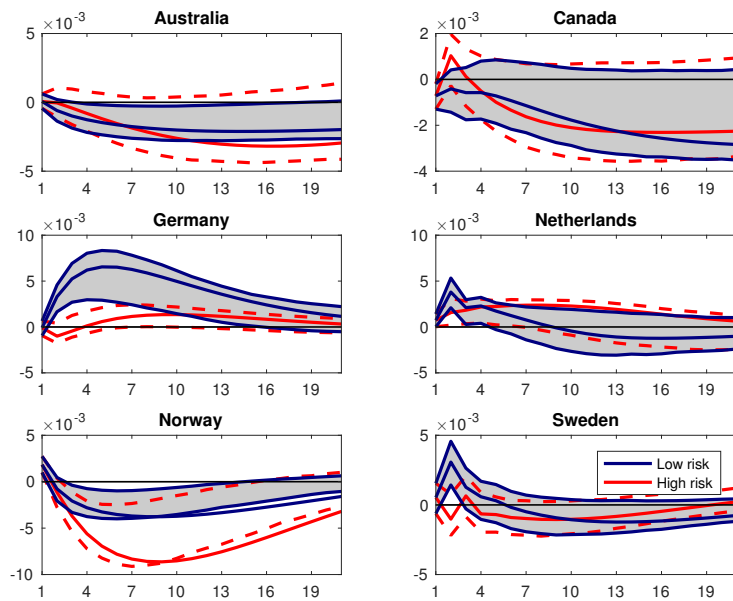 Australia
×10⁻³
5
0
-5
1 4 7 10 13 16 19
Canada
×10⁻³
2
0
-2
-4
1 4 7 10 13 16 19
Germany
×10⁻³
10
5
0
-5
1 4 7 10 13 16 19
Netherlands
×10⁻³
10
5
0
-5
1 4 7 10 13 16 19
Norway
×10⁻³
5
0
-5
-10
1 4 7 10 13 16 19
Sweden
×10⁻³
5
0
-5
1 4 7 10 13 16 19
Low risk
High risk